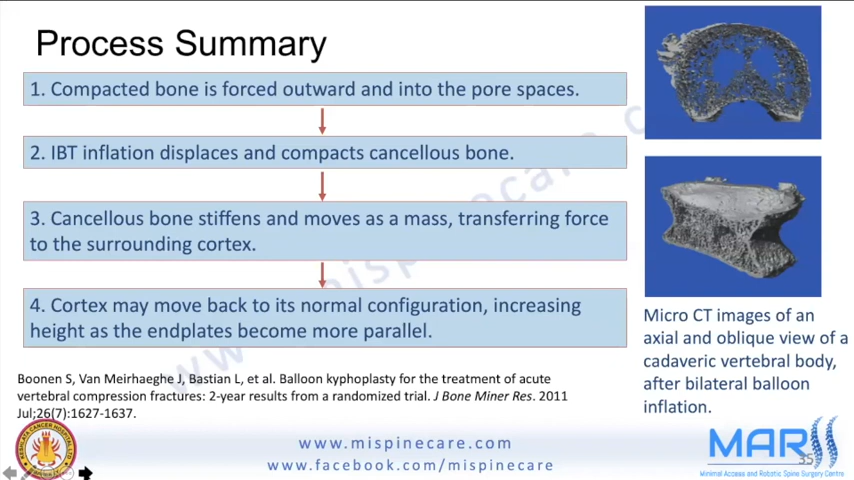 Process Summary
1. Compacted bone is forced outward and into the pore spaces.
2. IBT inflation displaces and compacts cancellous bone.
3. Cancellous bone stiffens and moves as a mass, transferring force
to the surrounding cortex.
4. Cortex may move back to its normal configuration, increasing
height as the endplates become more parallel.
Micro CT images of an
axial and oblique view of a
cadaveric vertebral body,
after bilateral balloon
inflation.
Boonen S, Van Meirhaeghe J, Bastian L, et al. Balloon kyphoplasty for the treatment of acute
vertebral compression fractures: 2-year results from a randomized trial. J Bone Miner Res. 2011
Jul;26(7):1627-1637.
www.mispinecare.com
www.facebook.com/mispinecare
MARSS
35
Minimal Access and Robotic Spine Surgery Centre